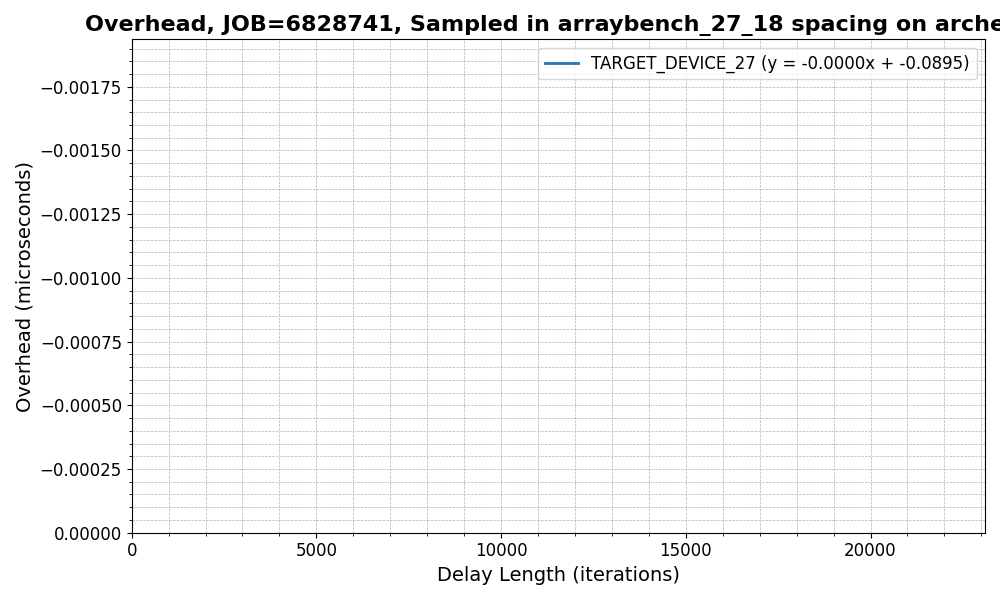 Overhead, JOB=6828741, Sampled in arraybench_27_18 spacing on arche
TARGET_DEVICE_27 (y = -0.0000x + -0.0895)
Overhead (microseconds)
−0.00175
−0.00150
−0.00125
−0.00100
−0.00075
−0.00050
−0.00025
0.00000
0 5000 10000 15000 20000
Delay Length (iterations)